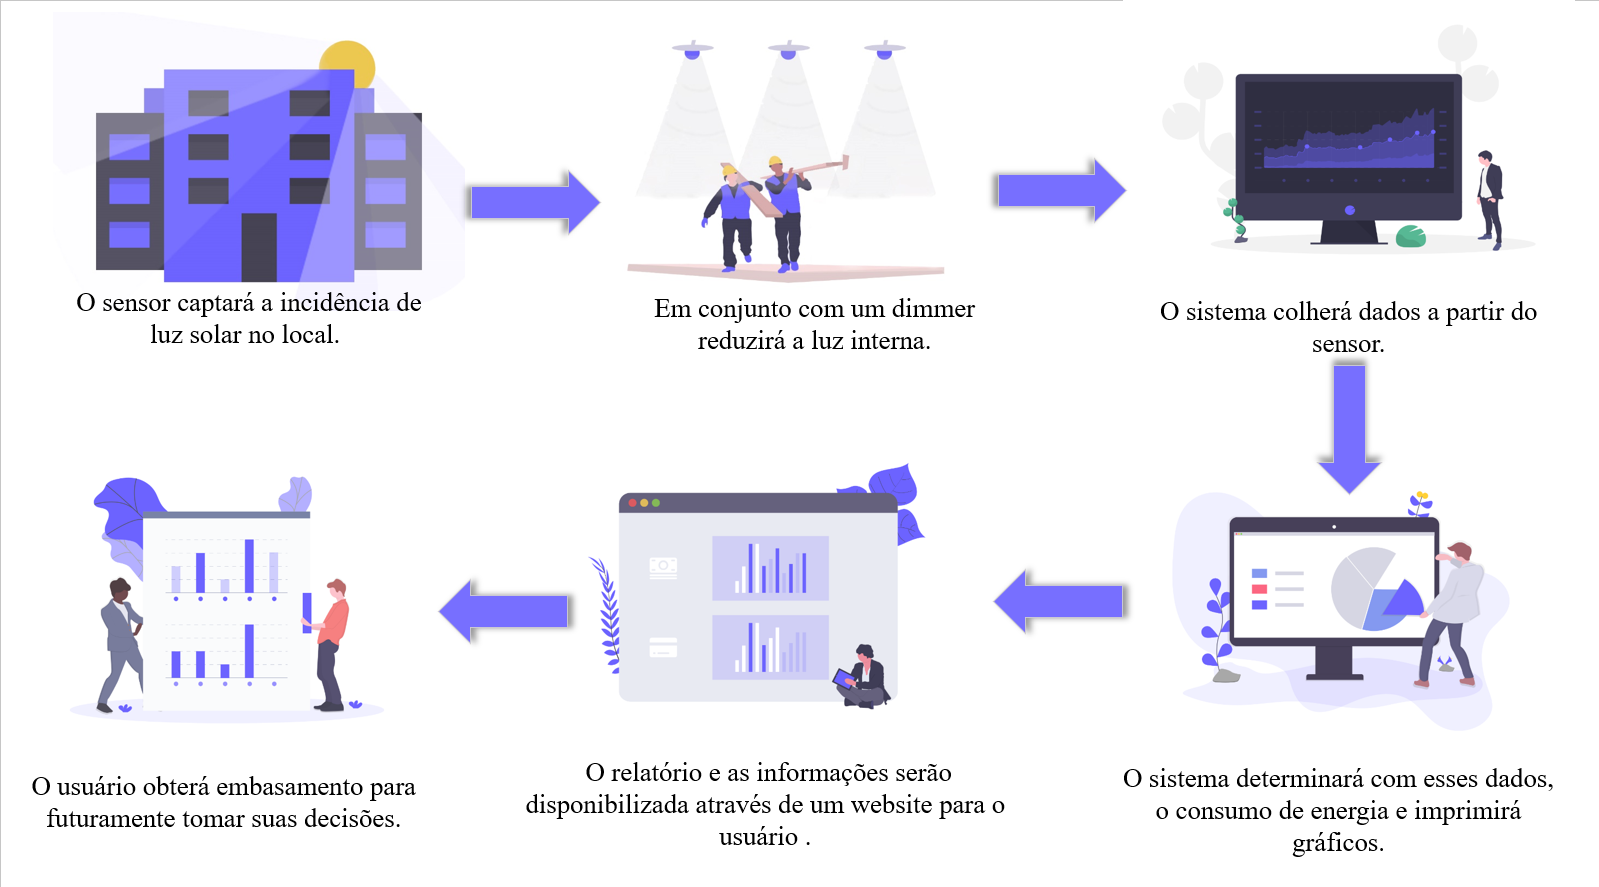 O sensor captará a incidência de
luz solar no local.
Em conjunto com um dimmer
reduzirá a luz interna.
O sistema colherá dados a partir do
sensor.
O sistema determinará com esses dados,
o consumo de energia e imprimirá
gráficos.
O relatório e as informações serão
disponibilizada através de um website para o
usuário .
O usuário obterá embasamento para
futuramente tomar suas decisões.